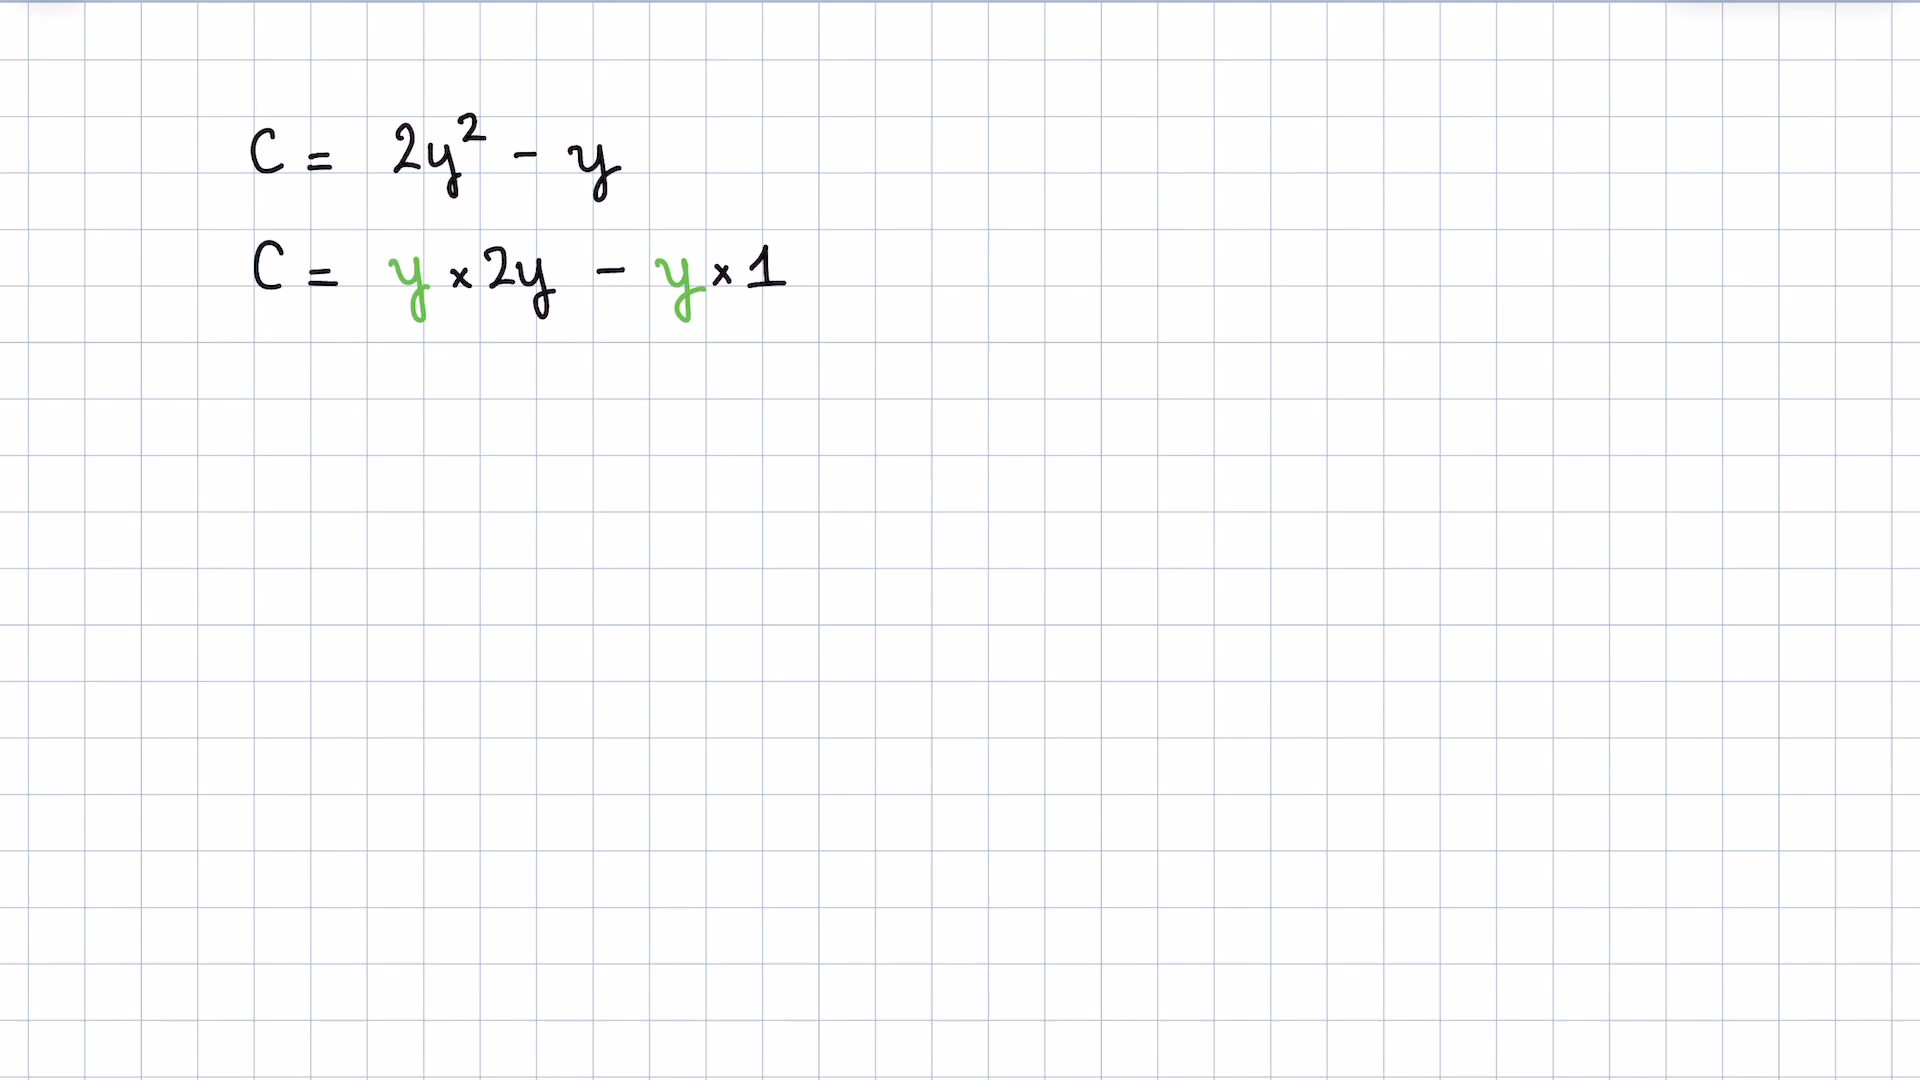 C = 2y² - y
C = y × 2y - y × 1